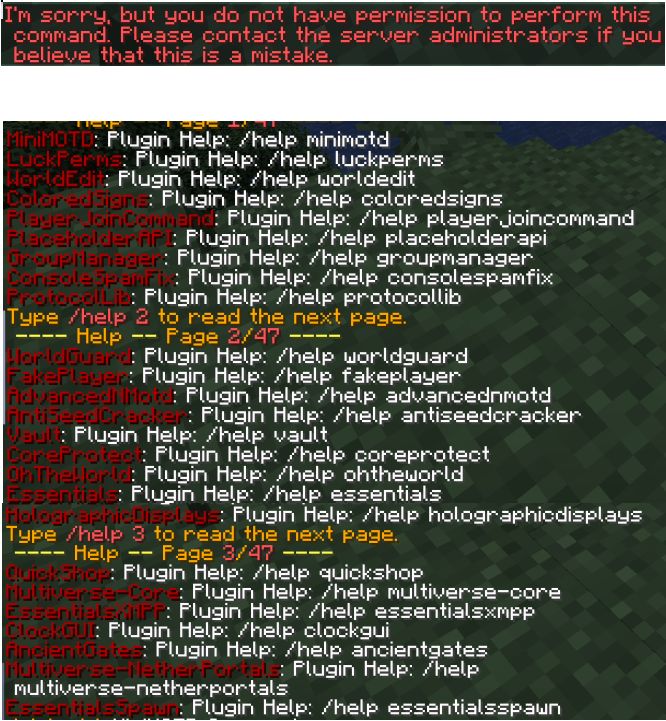 I'm sorry, but you do not have permission to perform this
command. Please contact the server administrators if you
believe that this is a mistake.
Help -- Page 1/47
MiniMOTD: Plugin Help: /help minimotd
LuckPerms: Plugin Help: /help luckperms
WorldEdit: Plugin Help: /help worldedit
ColoredSigns: Plugin Help: /help coloredsigns
PlayerJoinCommand: Plugin Help: /help playerjoincommand
PlaceholderAPI: Plugin Help: /help placeholderapi
GroupManager: Plugin Help: /help groupmanager
ConsoleSpamFix: Plugin Help: /help consolespamfix
ProtocolLib: Plugin Help: /help protocollib
Type /help 2 to read the next page.
---- Help -- Page 2/47 ----
WorldGuard: Plugin Help: /help worldguard
FakePlayer: Plugin Help: /help fakeplayer
AdvancedNMotd: Plugin Help: /help advancednmotd
AntiSeedCracker: Plugin Help: /help antiseedcracker
Vault: Plugin Help: /help vault
CoreProtect: Plugin Help: /help coreprotect
OhTheWorld: Plugin Help: /help ohtheworld
Essentials: Plugin Help: /help essentials
HolographicDisplays: Plugin Help: /help holographicdisplays
Type /help 3 to read the next page.
---- Help -- Page 3/47 ----
QuickShop: Plugin Help: /help quickshop
Multiverse-Core: Plugin Help: /help multiverse-core
EssentialsXMPP: Plugin Help: /help essentialsxmpp
ClockGUI: Plugin Help: /help clockgui
AncientGates: Plugin Help: /help ancientgates
Multiverse-NetherPortals: Plugin Help: /help
multiverse-netherportals
EssentialsSpawn: Plugin Help: /help essentialsspawn